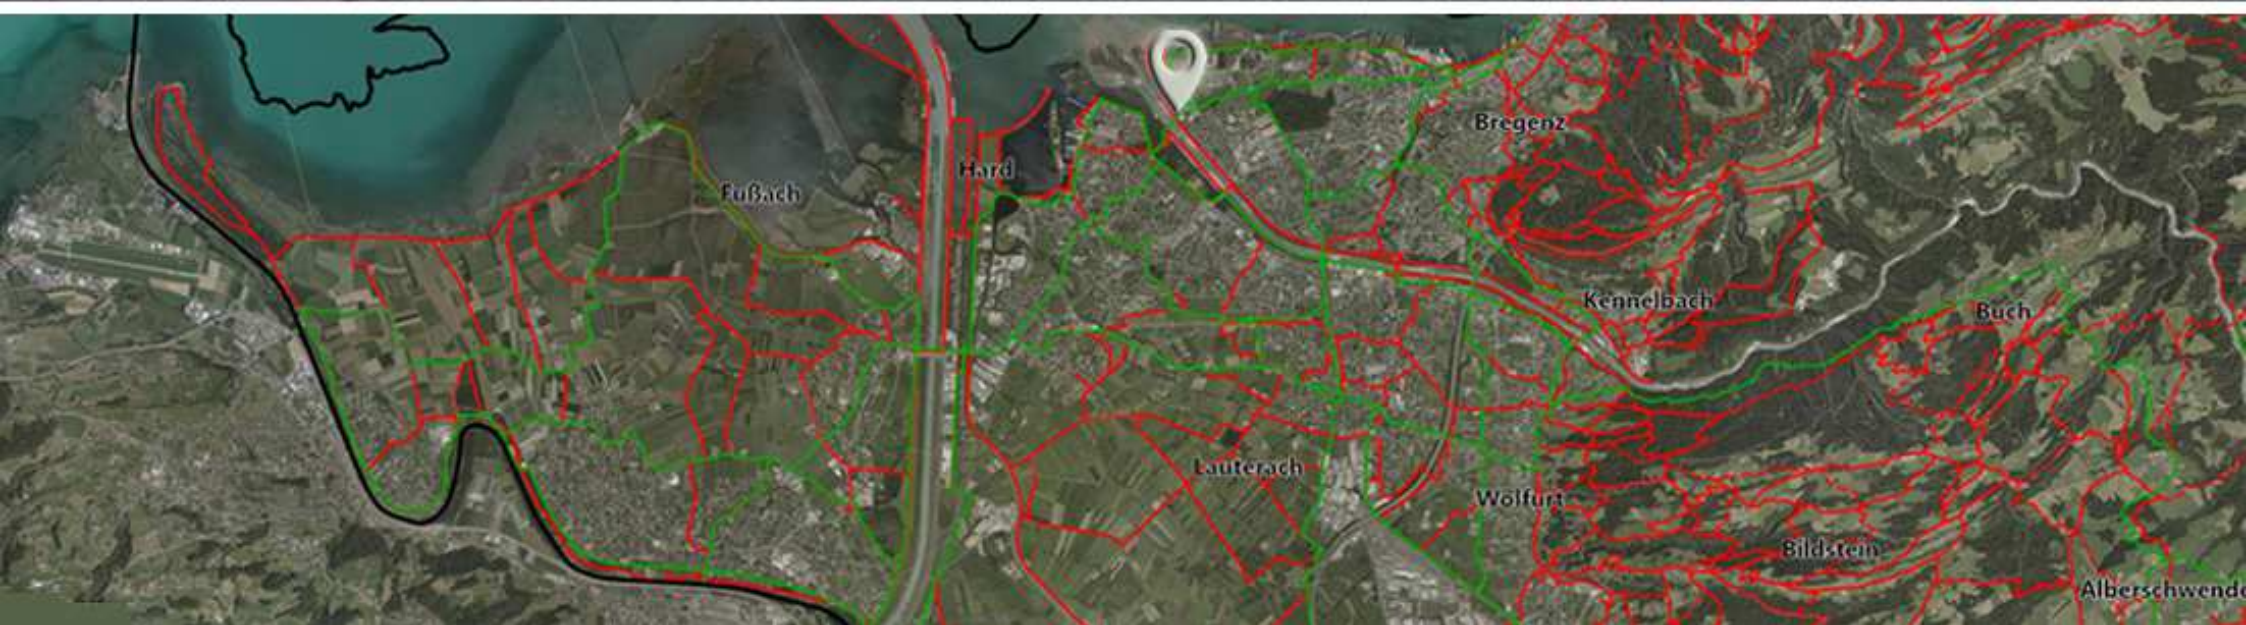 Bregenz
Hard
Fußach
Kennelbach
Buch
Lauterach
Wolfurt
Bildstein
Alberschwende